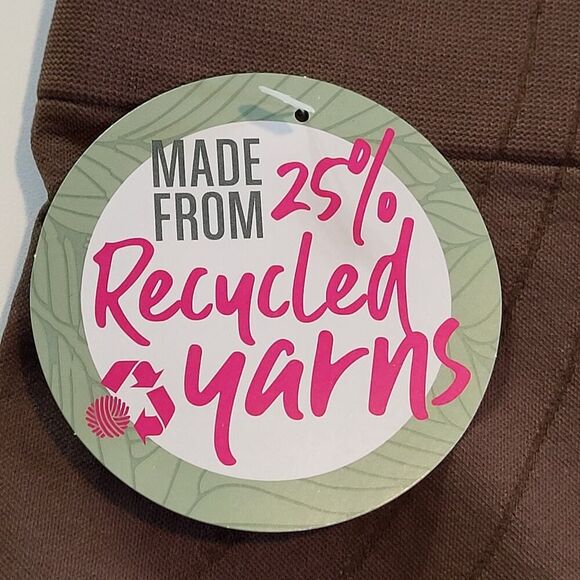 MADE
FROM 25%
Recycled
yarns